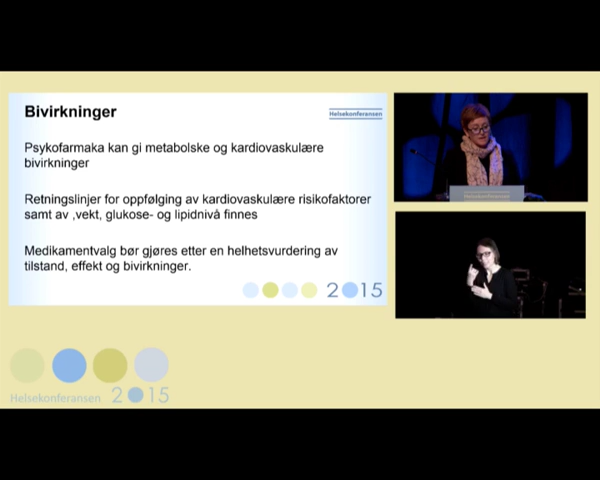 Bivirkninger
Helsekonferansen
Psykofarmaka kan gi metabolske og kardiovaskulære
bivirkninger
Retningslinjer for oppfølging av kardiovaskulære risikofaktorer
samt av ,vekt, glukose- og lipidnivå finnes
Medikamentvalg bør gjøres etter en helhetsvurdering av
tilstand, effekt og bivirkninger.
2015
Helsekonferansen
Helsekonferansen 2015